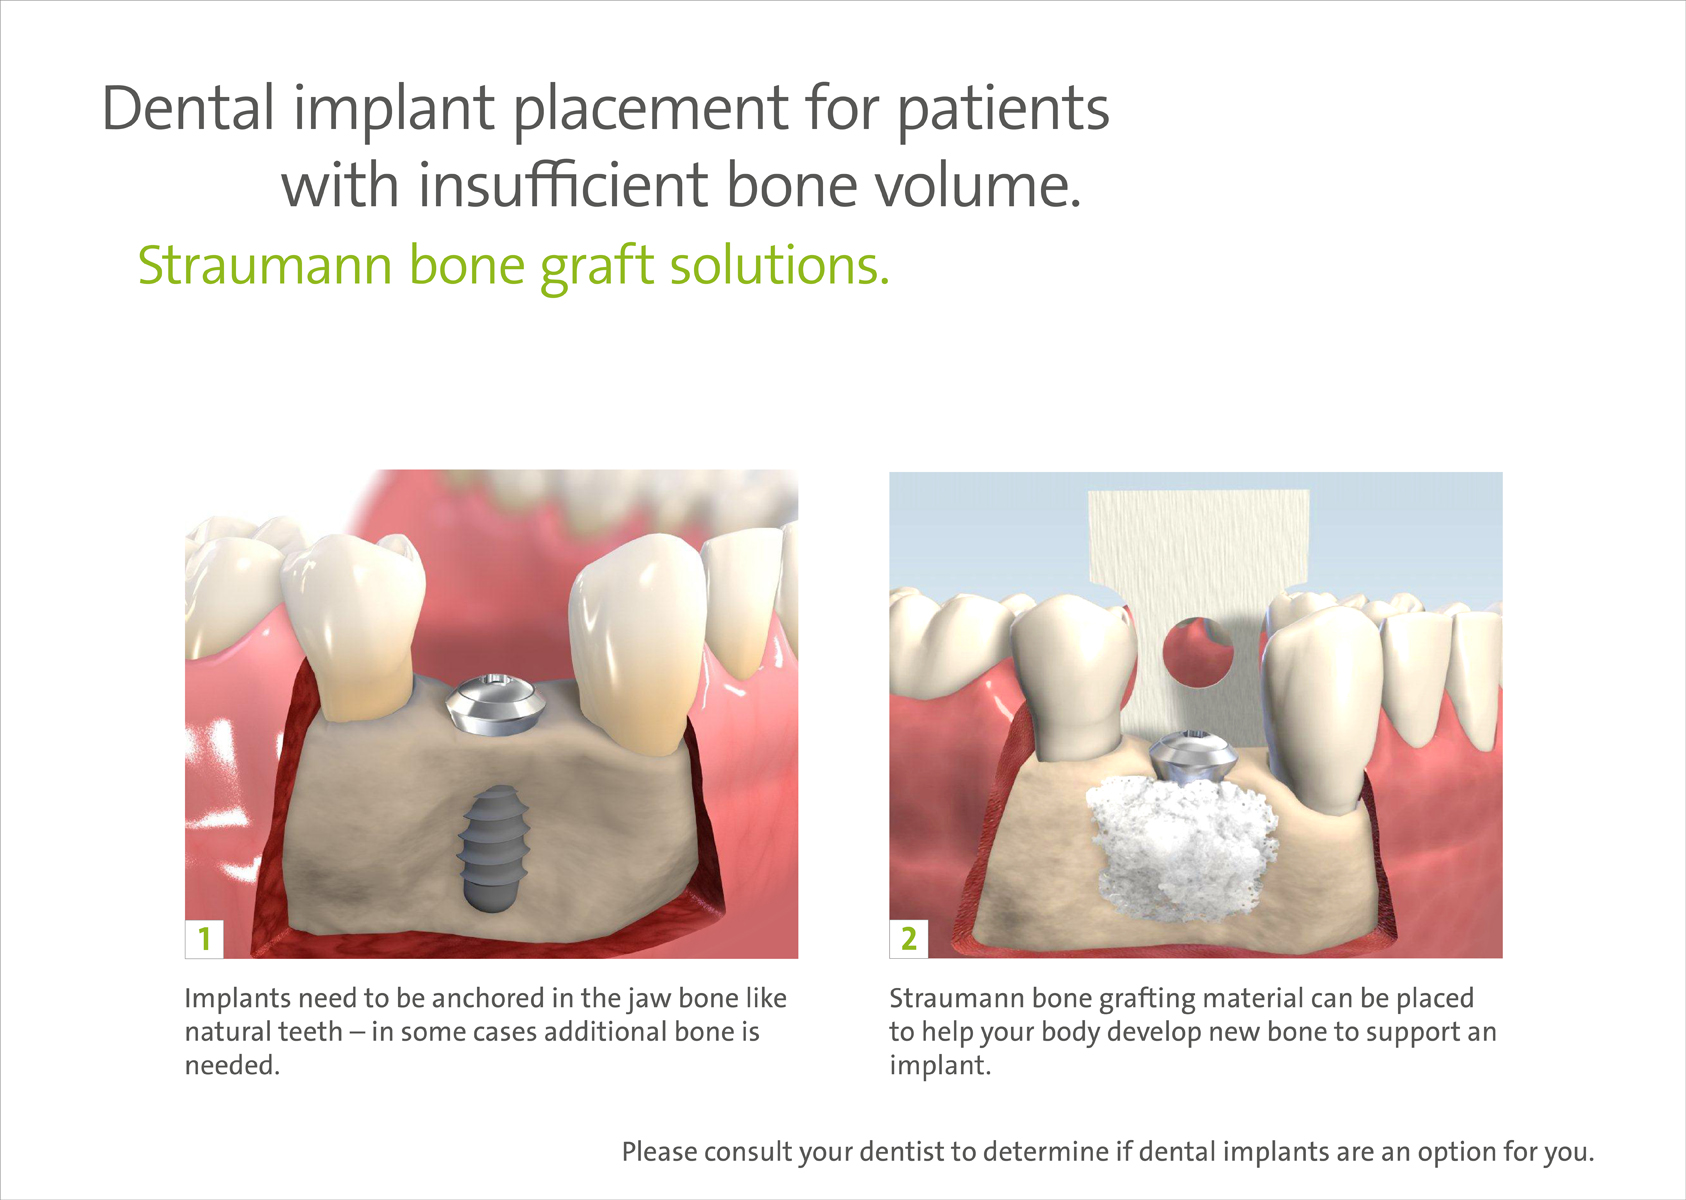 Dental implant placement for patients
with insufficient bone volume.
Straumann bone graft solutions.
1
Implants need to be anchored in the jaw bone like
natural teeth – in some cases additional bone is
needed.
2
Straumann bone grafting material can be placed
to help your body develop new bone to support an
implant.
Please consult your dentist to determine if dental implants are an option for you.